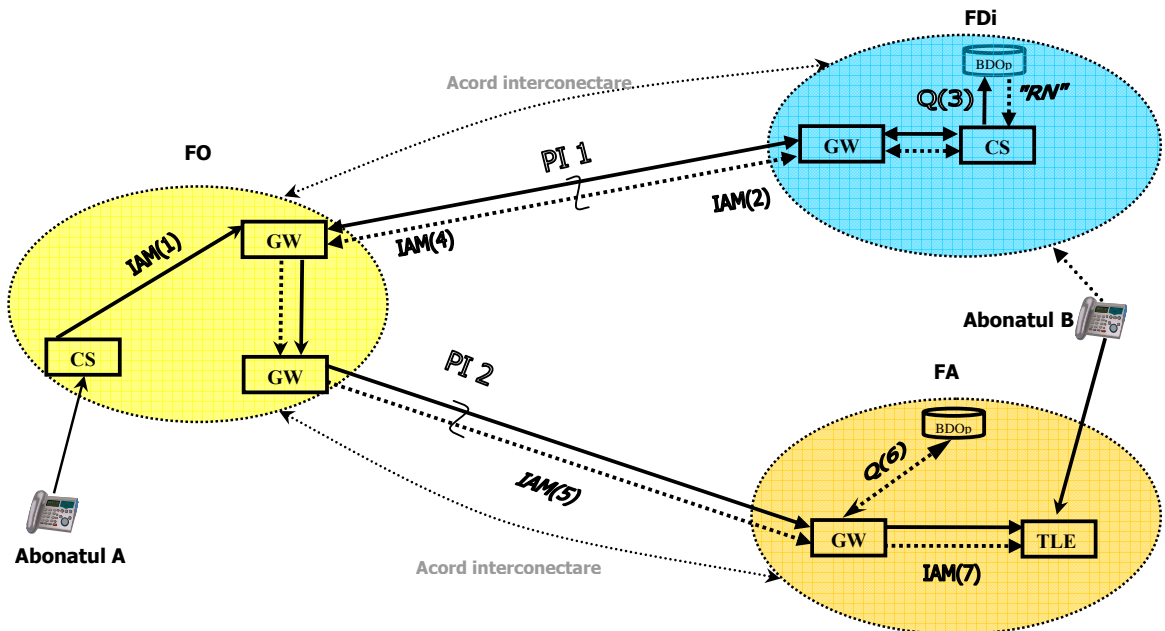 FDi
BDOp
Acord interconectare
Q(3)
"RN"
FO
PI 1
GW
CS
IAM(2)
IAM(1)
GW
IAM(4)
Abonatul B
CS
GW
PI 2
FA
BDOp
Q(6)
IAM(5)
Abonatul A
GW
TLE
Acord interconectare
IAM(7)